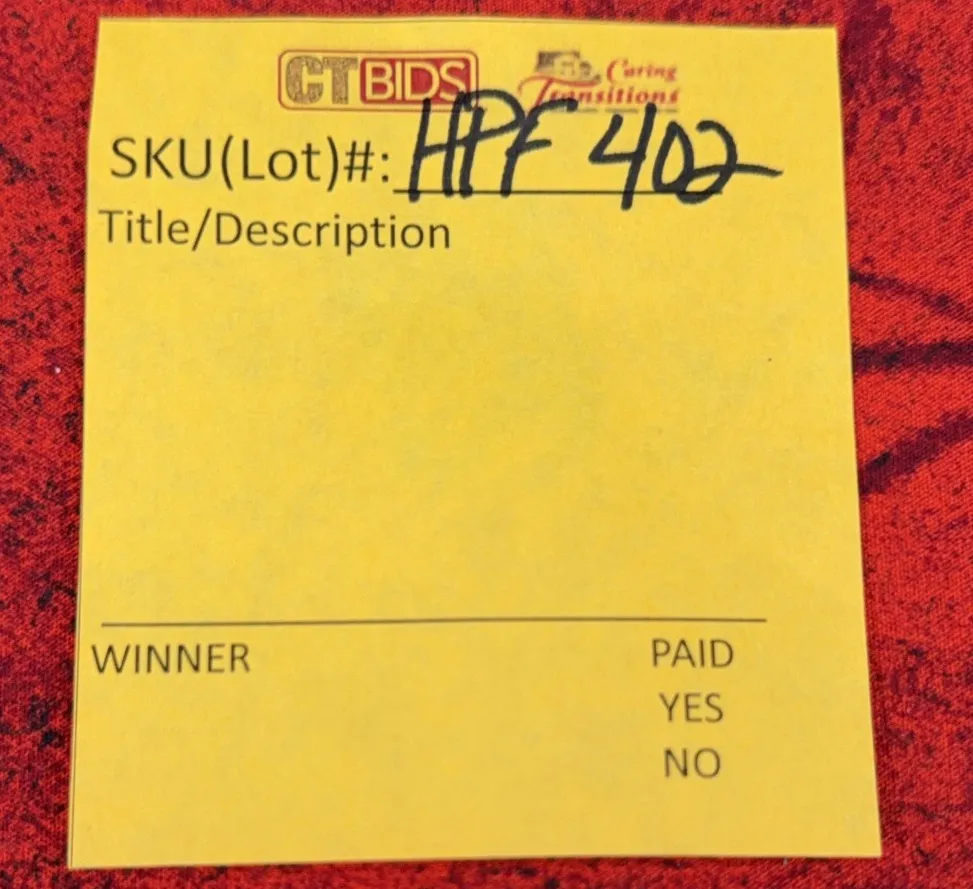 CTBIDS Caring
Transitions
SKU(Lot)#: HPF 402
Title/Description
WINNER PAID
YES
NO